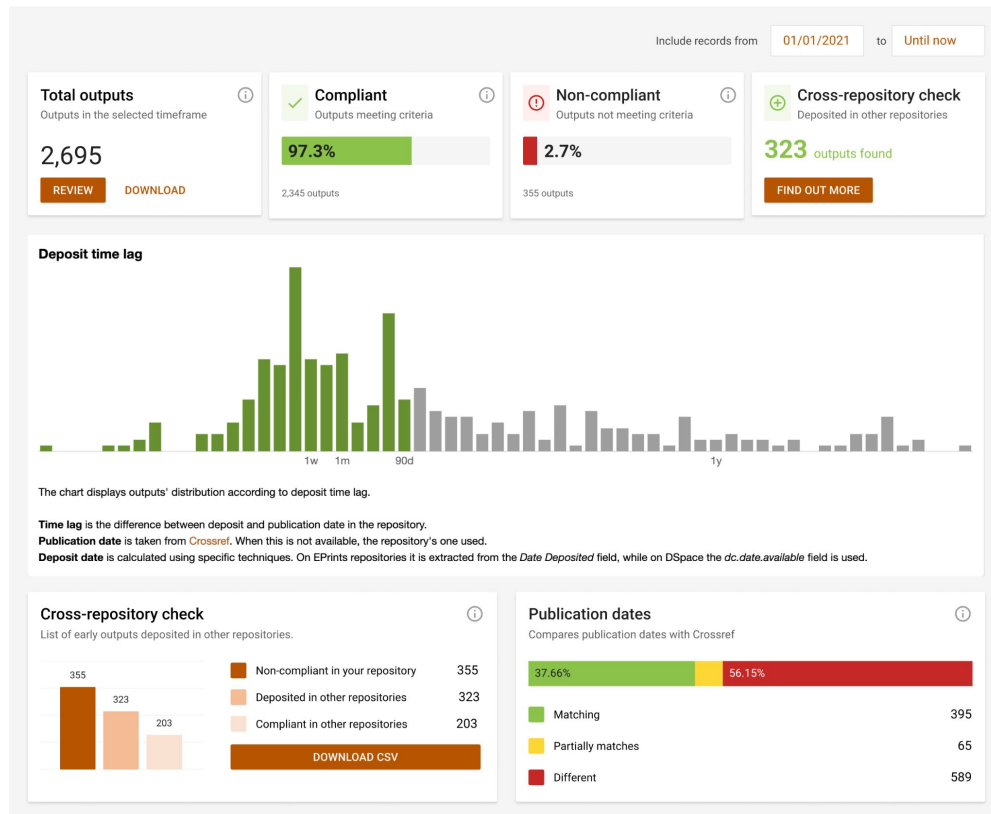 Include records from 01/01/2021 to Until now
Total outputs
Outputs in the selected timeframe
2,695
REVIEW DOWNLOAD
Compliant
Outputs meeting criteria
97.3%
2,345 outputs
Non-compliant
Outputs not meeting criteria
2.7%
355 outputs
Cross-repository check
Deposited in other repositories
323 outputs found
FIND OUT MORE
Deposit time lag
1w 1m 90d 1y
The chart displays outputs' distribution according to deposit time lag.
Time lag is the difference between deposit and publication date in the repository.
Publication date is taken from Crossref. When this is not available, the repository's one used.
Deposit date is calculated using specific techniques. On EPrints repositories it is extracted from the Date Deposited field, while on DSpace the dc.date.available field is used.
Cross-repository check
List of early outputs deposited in other repositories.
355
323
203
Non-compliant in your repository 355
Deposited in other repositories 323
Compliant in other repositories 203
DOWNLOAD CSV
Publication dates
Compares publication dates with Crossref
37.66% 56.15%
Matching 395
Partially matches 65
Different 589